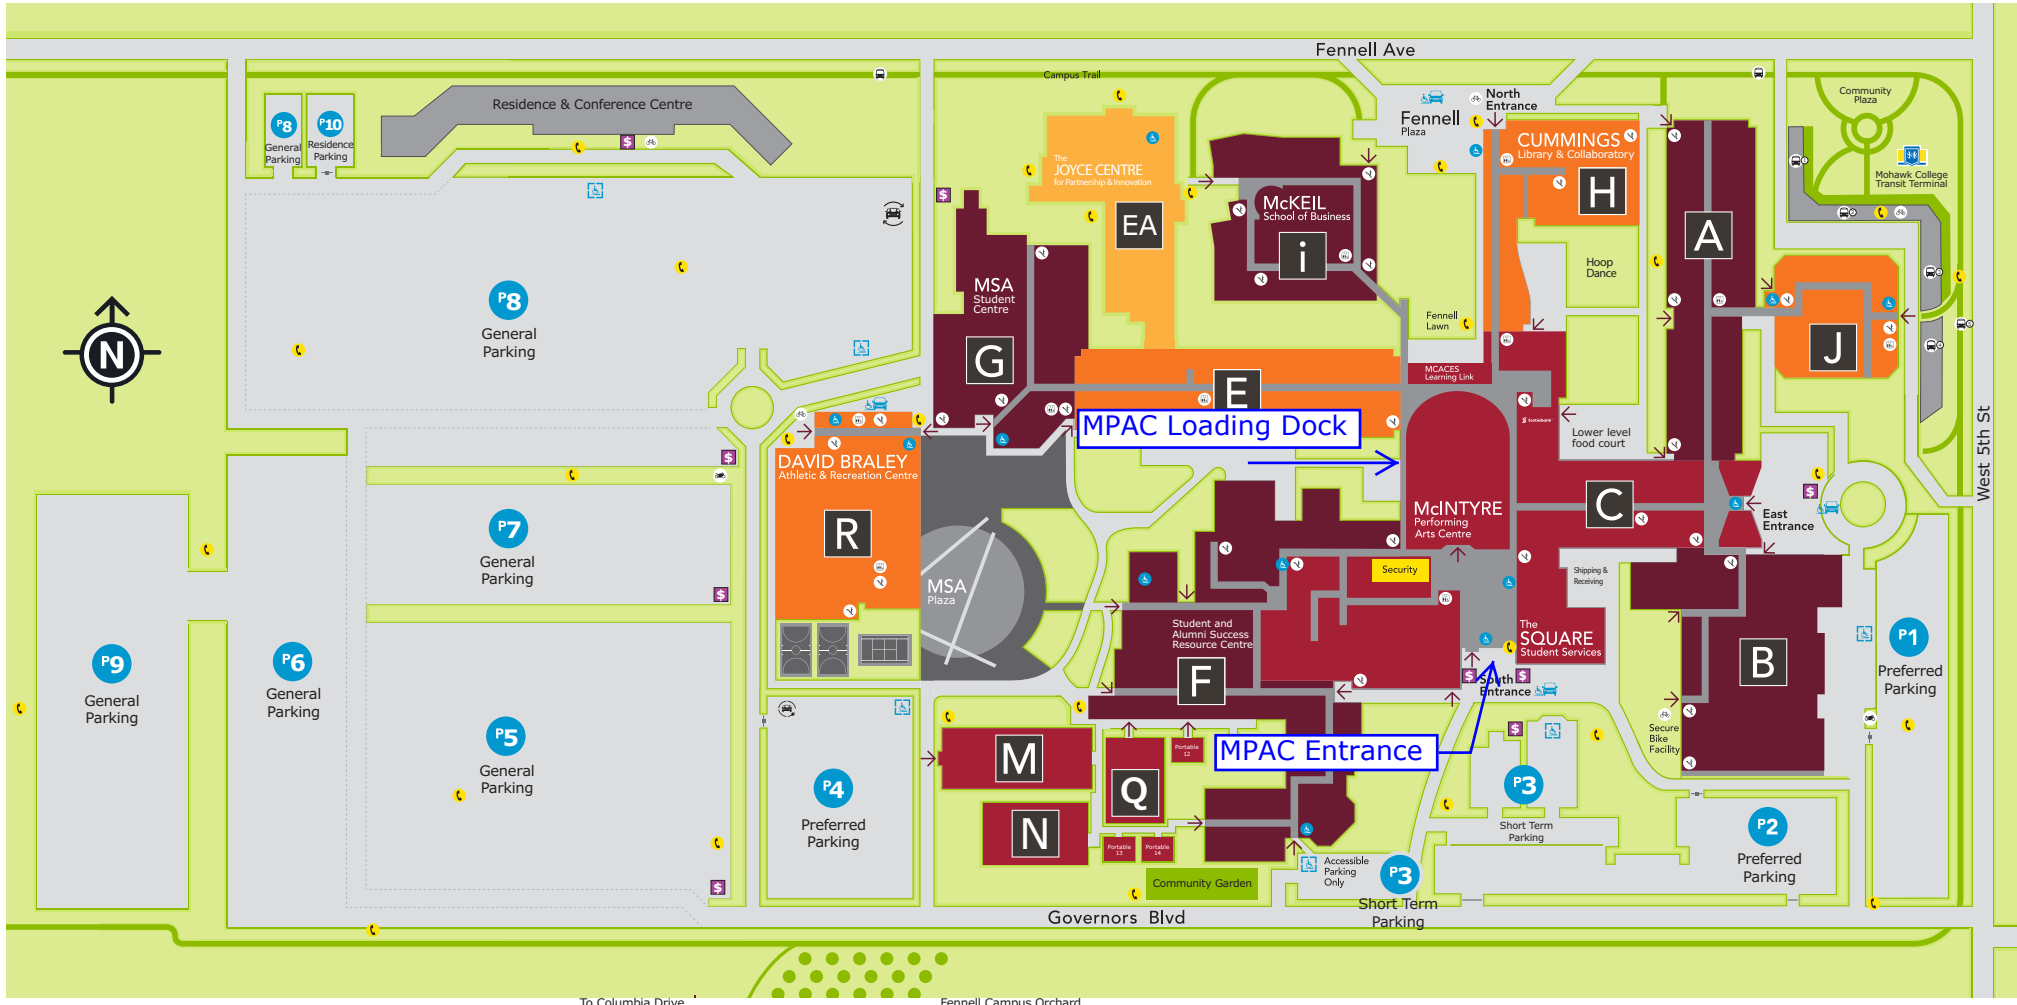 Fennell Ave
Campus Trail
Residence & Conference Centre
P8
General
Parking
P10
Residence
Parking
North
Entrance
Fennell
Plaza
CUMMINGS
Library & Collaboratory
H
Community
Plaza
Mohawk College
Transit Terminal
The
JOYCE CENTRE
for Partnership & Innovation
EA
McKEIL
School of Business
i
A
Hoop
Dance
J
N
P8
General
Parking
MSA
Student
Centre
G
Fennell
Lawn
MCACES
Learning Link
E
MPAC Loading Dock
Scotiabank
Lower level
food court
West 5th St
DAVID BRALEY
Athletic & Recreation Centre
R
McINTYRE
Performing
Arts Centre
C
East
Entrance
P7
General
Parking
MSA
Plaza
Security
Shipping &
Receiving
Student and
Alumni Success
Resource Centre
F
The
SQUARE
Student Services
B
P1
Preferred
Parking
P9
General
Parking
P6
General
Parking
P5
General
Parking
South
Entrance
Secure
Bike
Facility
MPAC Entrance
M
Q
N
Portable
12
Portable
13
Portable
14
P4
Preferred
Parking
P3
Short Term
Parking
P2
Preferred
Parking
Accessible
Parking
Only
P3
Short Term
Parking
Community Garden
Governors Blvd
To Columbia Drive
Fennell Campus Orchard